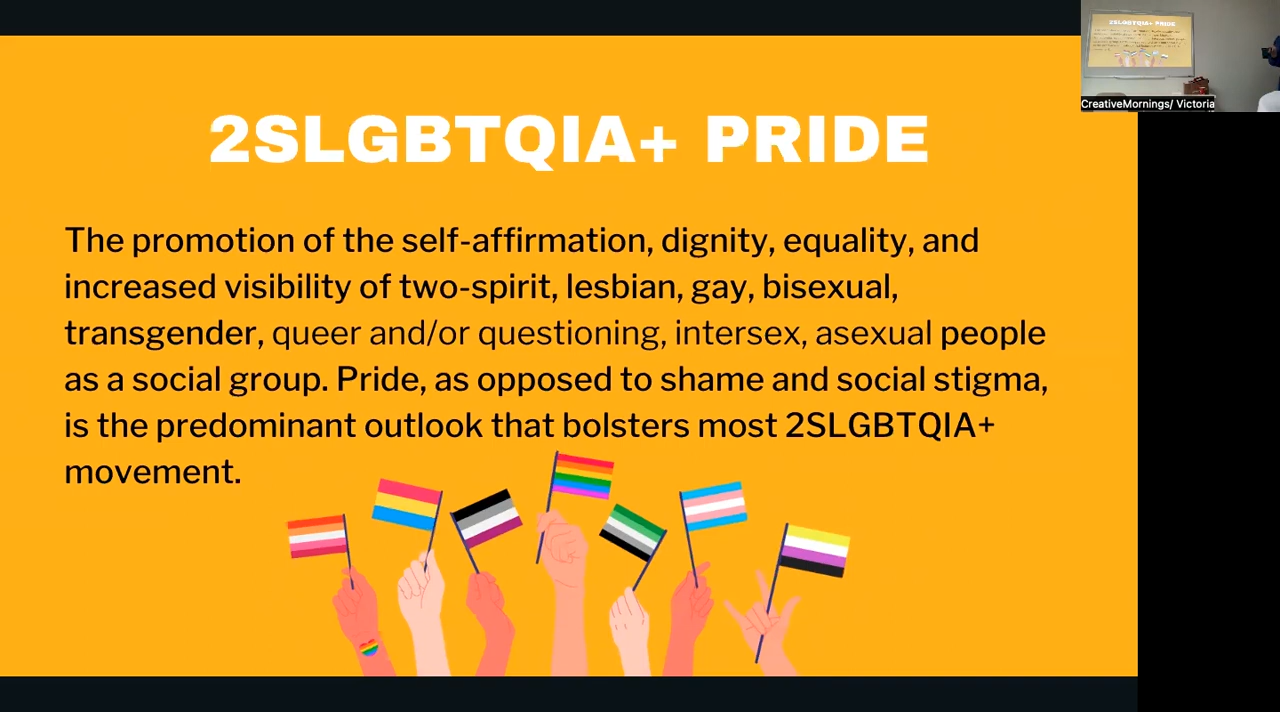 2SLGBTQIA+ PRIDE
The promotion of the self-affirmation, dignity, equality, and
increased visibility of two-spirit, lesbian, gay, bisexual,
transgender, queer and/or questioning, intersex, asexual people
as a social group. Pride, as opposed to shame and social stigma,
is the predominant outlook that bolsters most 2SLGBTQIA+
movement.
2SLGBTQIA+ PRIDE
CreativeMornings/ Victoria